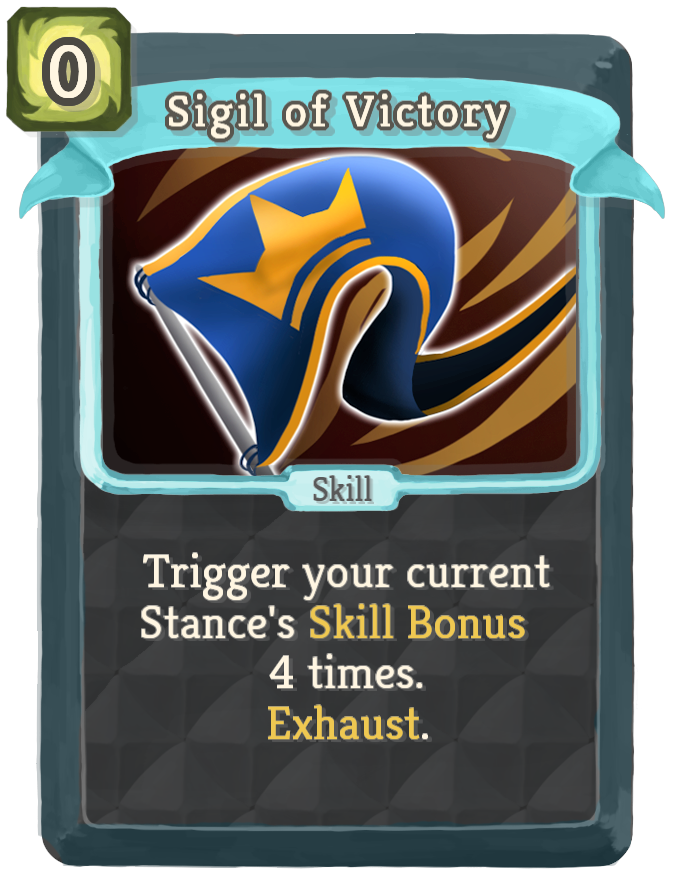 0
Sigil of Victory
Skill
Trigger your current
Stance's Skill Bonus
4 times.
Exhaust.